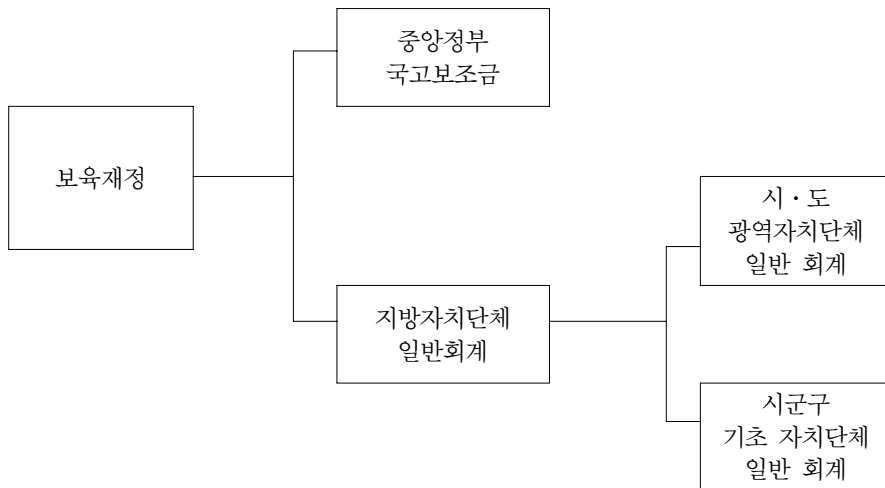 중앙정부
국고보조금
보육재정
시·도
광역자치단체
일반 회계
지방자치단체
일반회계
시군구
기초 자치단체
일반 회계